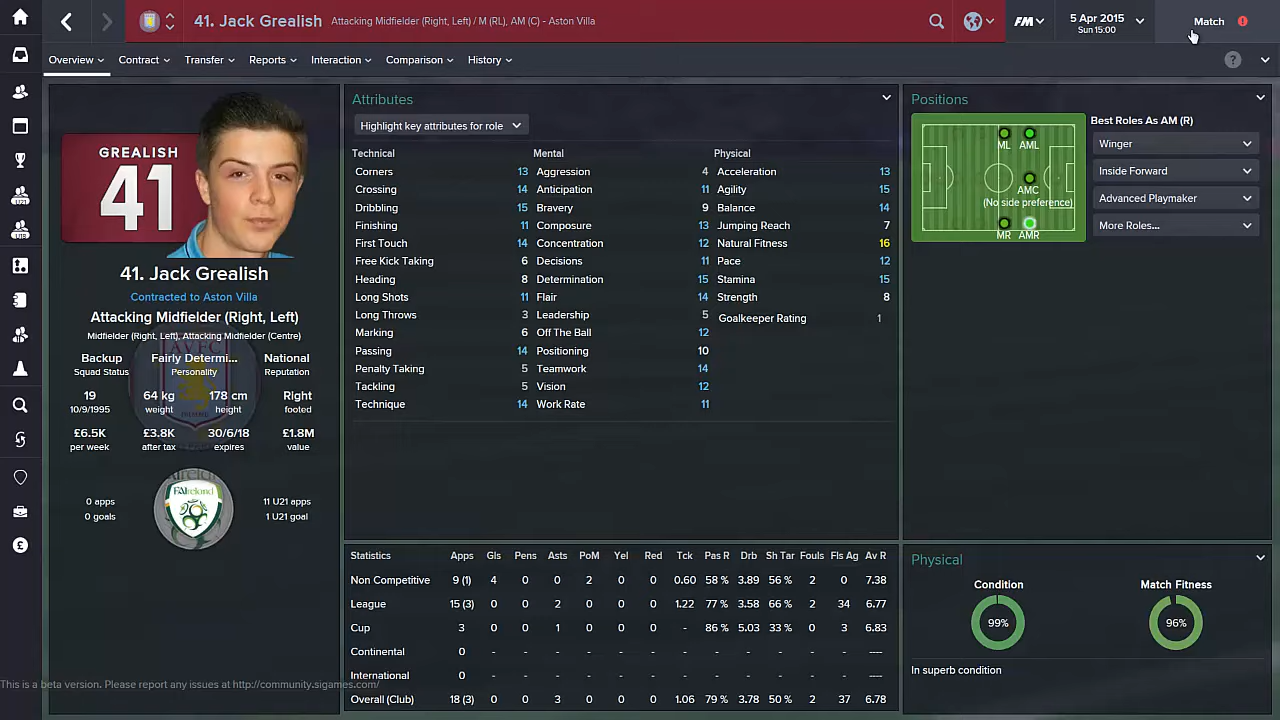 41. Jack Grealish Attacking Midfielder (Right, Left) / M (RL), AM (C) - Aston Villa
FM
5 Apr 2015
Sun 15:00
Match
Overview Contract Transfer Reports Interaction Comparison History
GREALISH
41
41. Jack Grealish
Contracted to Aston Villa
Attacking Midfielder (Right, Left)
Midfielder (Right, Left), Attacking Midfielder (Centre)
Backup Fairly Determi... National
Squad Status Personality Reputation
19 64 kg 178 cm Right
10/9/1995 weight height footed
£6.5K £3.8K 30/6/18 £1.8M
per week after tax expires value
0 apps 11 U21 apps
0 goals 1 U21 goal
FAIreland
Attributes
Highlight key attributes for role
Technical Mental Physical
Corners 13 Aggression 4 Acceleration 13
Crossing 14 Anticipation 11 Agility 15
Dribbling 15 Bravery 9 Balance 14
Finishing 11 Composure 13 Jumping Reach 7
First Touch 14 Concentration 12 Natural Fitness 16
Free Kick Taking 6 Decisions 11 Pace 12
Heading 8 Determination 15 Stamina 15
Long Shots 11 Flair 14 Strength 8
Long Throws 3 Leadership 5 Goalkeeper Rating 1
Marking 6 Off The Ball 12
Passing 14 Positioning 10
Penalty Taking 5 Teamwork 14
Tackling 5 Vision 12
Technique 14 Work Rate 11
Positions
ML AML
AMC
(No side preference)
MR AMR
Best Roles As AM (R)
Winger
Inside Forward
Advanced Playmaker
More Roles...
Statistics Apps Gls Pens Asts PoM Yel Red Tck Pas R Drb Sh Tar Fouls Fls Ag Av R
Non Competitive 9 (1) 4 0 0 2 0 0 0.60 58 % 3.89 56 % 2 0 7.38
League 15 (3) 0 0 2 0 0 0 1.22 77 % 3.58 66 % 2 34 6.77
Cup 3 0 0 1 0 0 0 - 86 % 5.03 33 % 0 3 6.83
Continental 0 - - - - - - - - - - - - ----
International 0 - - - - - - - - - - - - ----
Overall (Club) 18 (3) 0 0 3 0 0 0 1.06 79 % 3.78 50 % 2 37 6.78
Physical
Condition Match Fitness
99% 96%
In superb condition
This is a beta version. Please report any issues at http://community.sigames.com/